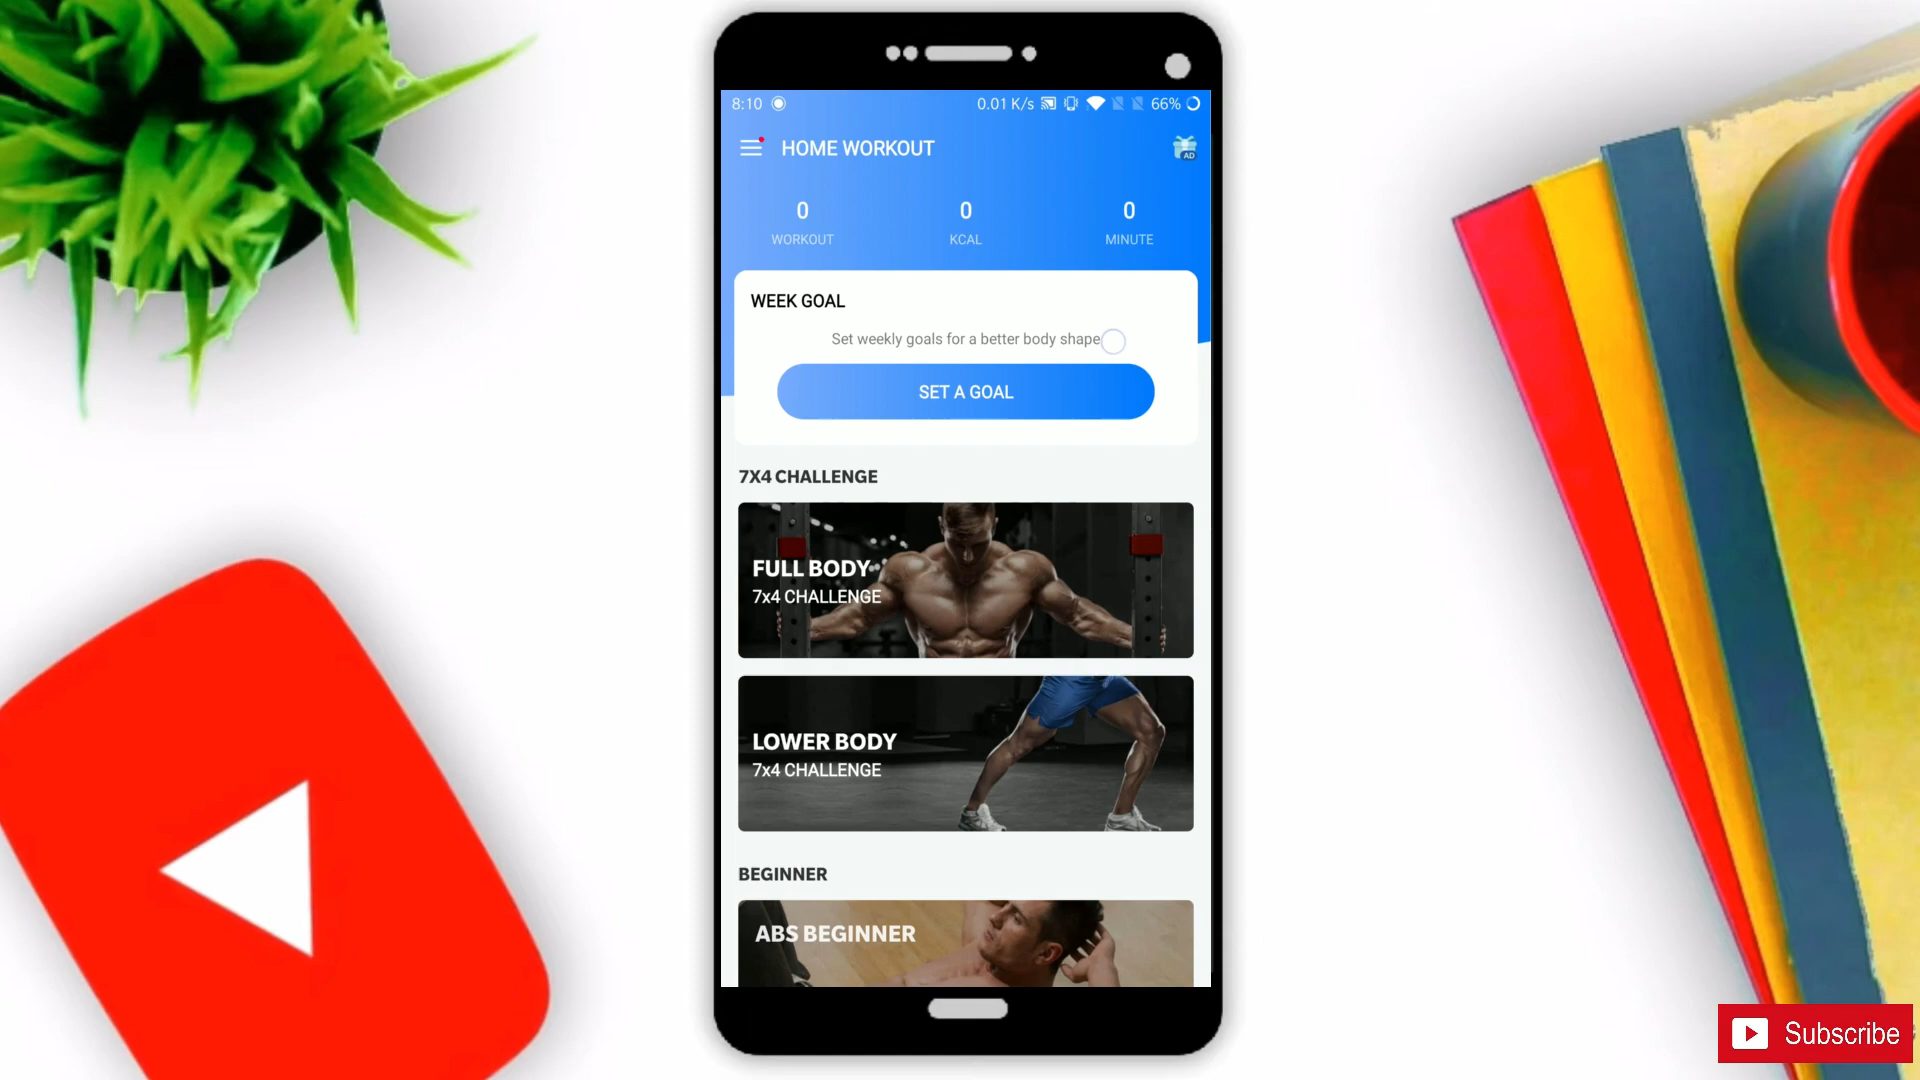 8:10 0.01 K/s 66%
HOME WORKOUT
AD
0 0 0
WORKOUT KCAL MINUTE
WEEK GOAL
Set weekly goals for a better body shape
SET A GOAL
7X4 CHALLENGE
FULL BODY
7x4 CHALLENGE
LOWER BODY
7x4 CHALLENGE
BEGINNER
ABS BEGINNER
Subscribe